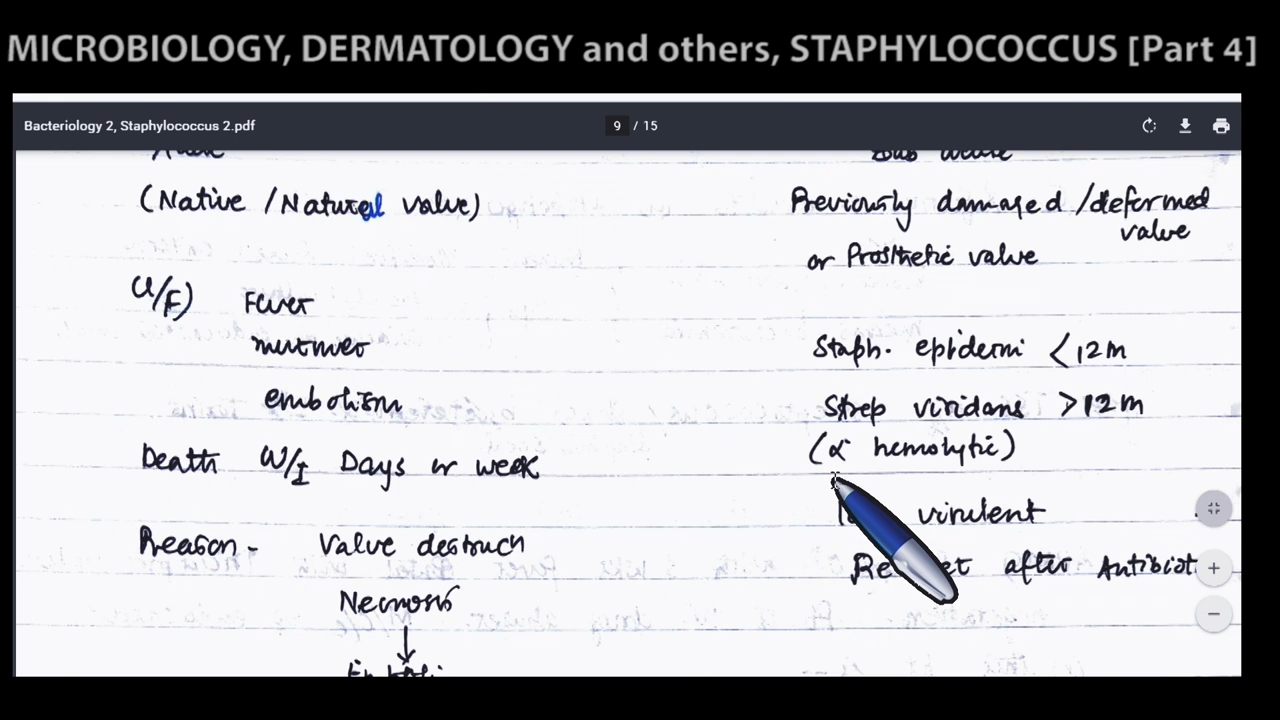 MICROBIOLOGY, DERMATOLOGY and others, STAPHYLOCOCCUS [Part 4]
Bacteriology 2, Staphylococcus 2.pdf
9 / 15
(Native / Natural valve)
C/F) Fever
murmer
embolism
Death W/I Days or week
Reason - Valve destruch
Necrosis
Previously damaged / deformed
valve
or Prosthetic valve
Staph. epidermi < 12m
Strep viridans > 12m
(α hemolytic)
virulent
after Antibiot